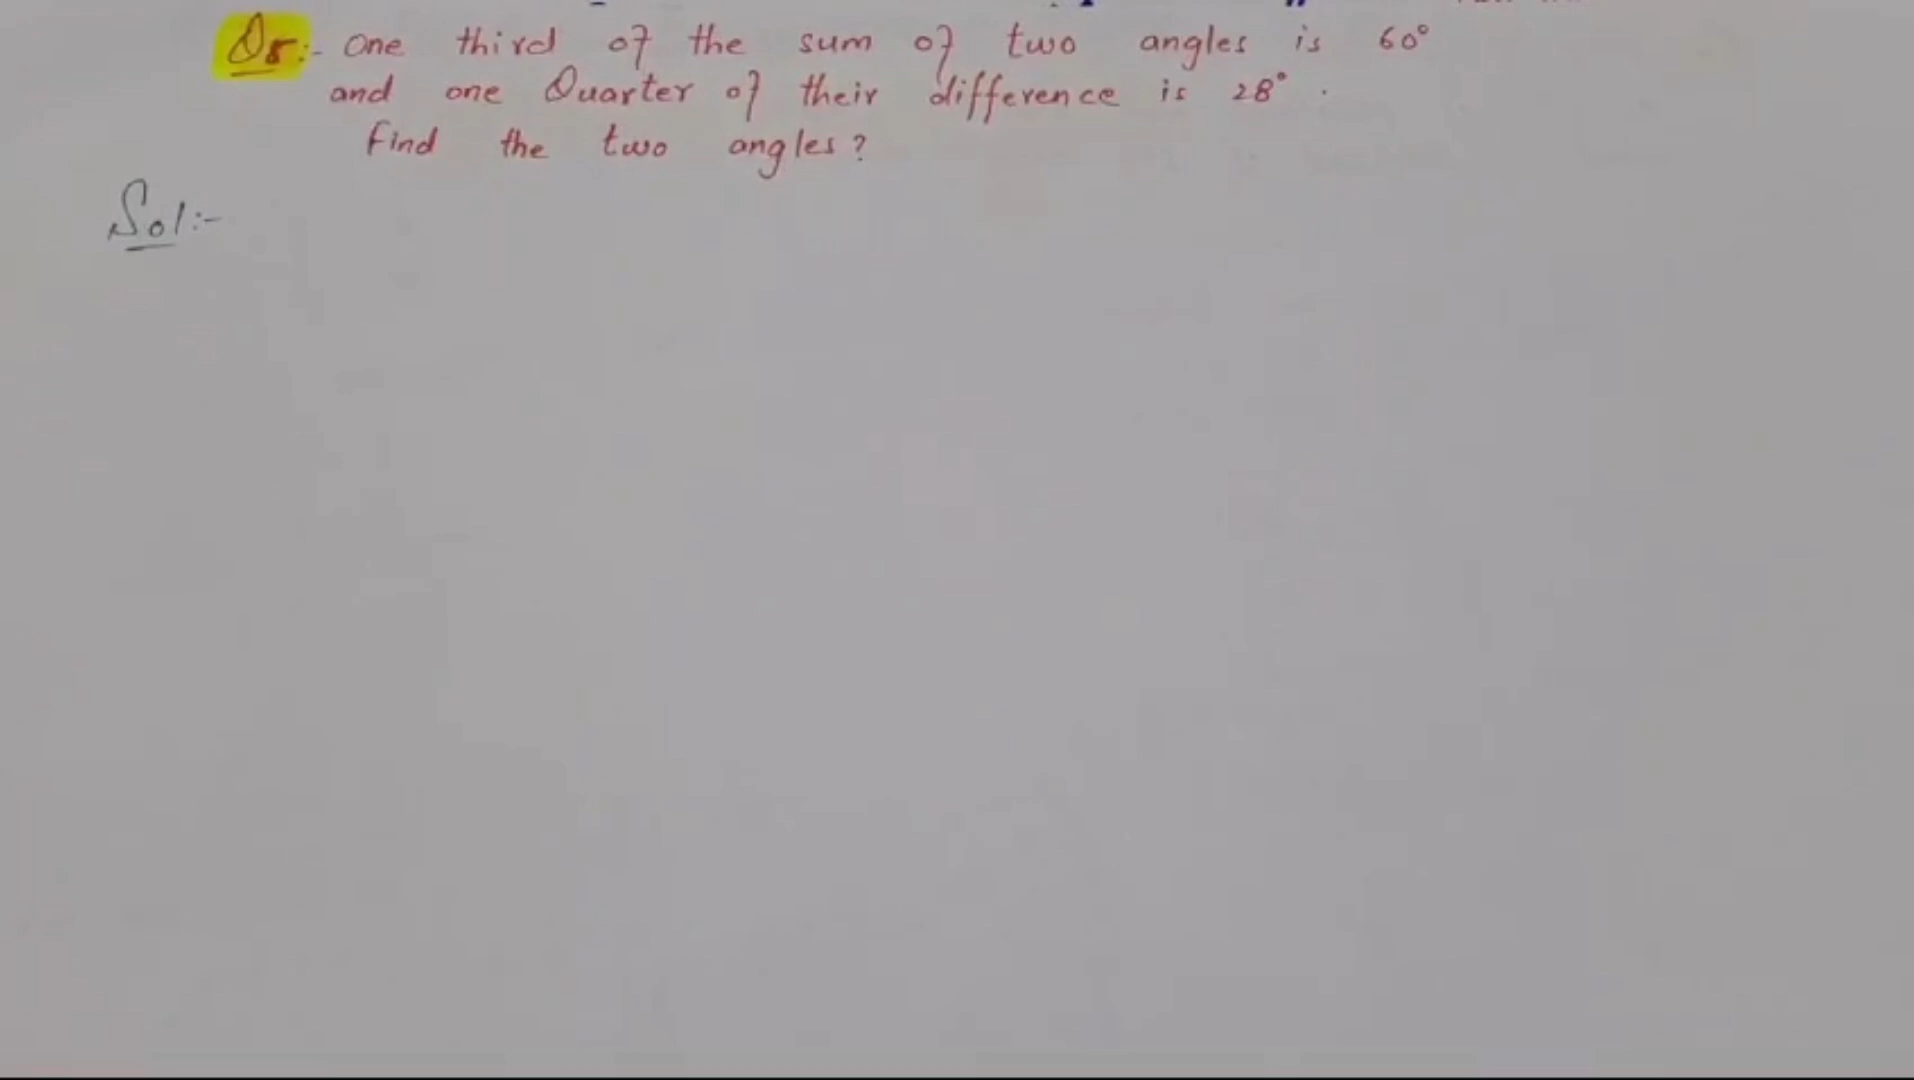 Q5:- One third of the sum of two angles is 60°
and one Quarter of their difference is 28°.
find the two angles?
Sol:-